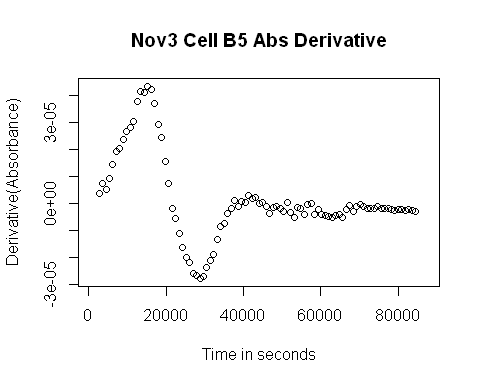 Nov3 Cell B5 Abs Derivative
Derivative(Absorbance)
3e-05
0e+00
-3e-05
0 20000 40000 60000 80000
Time in seconds